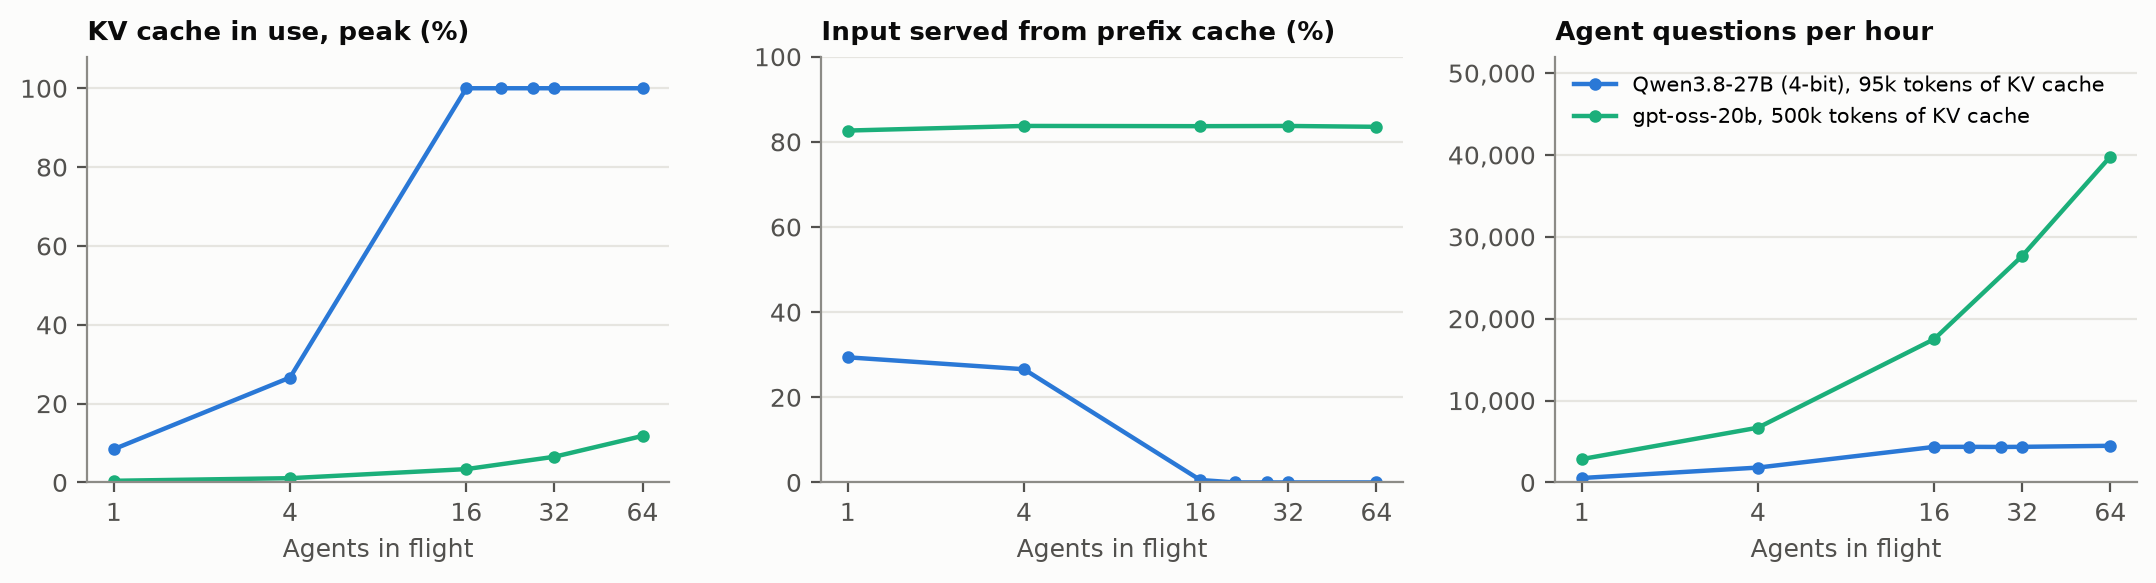 KV cache in use, peak (%)
100
80
60
40
20
0
1 4 16 32 64
Agents in flight
Input served from prefix cache (%)
100
80
60
40
20
0
1 4 16 32 64
Agents in flight
Agent questions per hour
50,000
40,000
30,000
20,000
10,000
0
Qwen3.8-27B (4-bit), 95k tokens of KV cache
gpt-oss-20b, 500k tokens of KV cache
1 4 16 32 64
Agents in flight